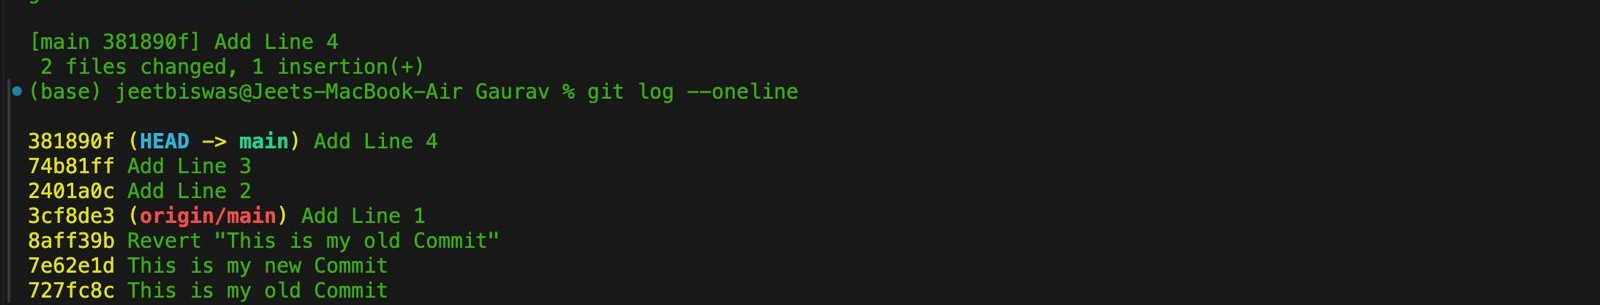 [main 381890f] Add Line 4
2 files changed, 1 insertion(+)
(base) jeetbiswas@Jeets-MacBook-Air Gaurav % git log --oneline
381890f (HEAD -> main) Add Line 4
74b81ff Add Line 3
2401a0c Add Line 2
3cf8de3 (origin/main) Add Line 1
8aff39b Revert "This is my old Commit"
7e62e1d This is my new Commit
727fc8c This is my old Commit